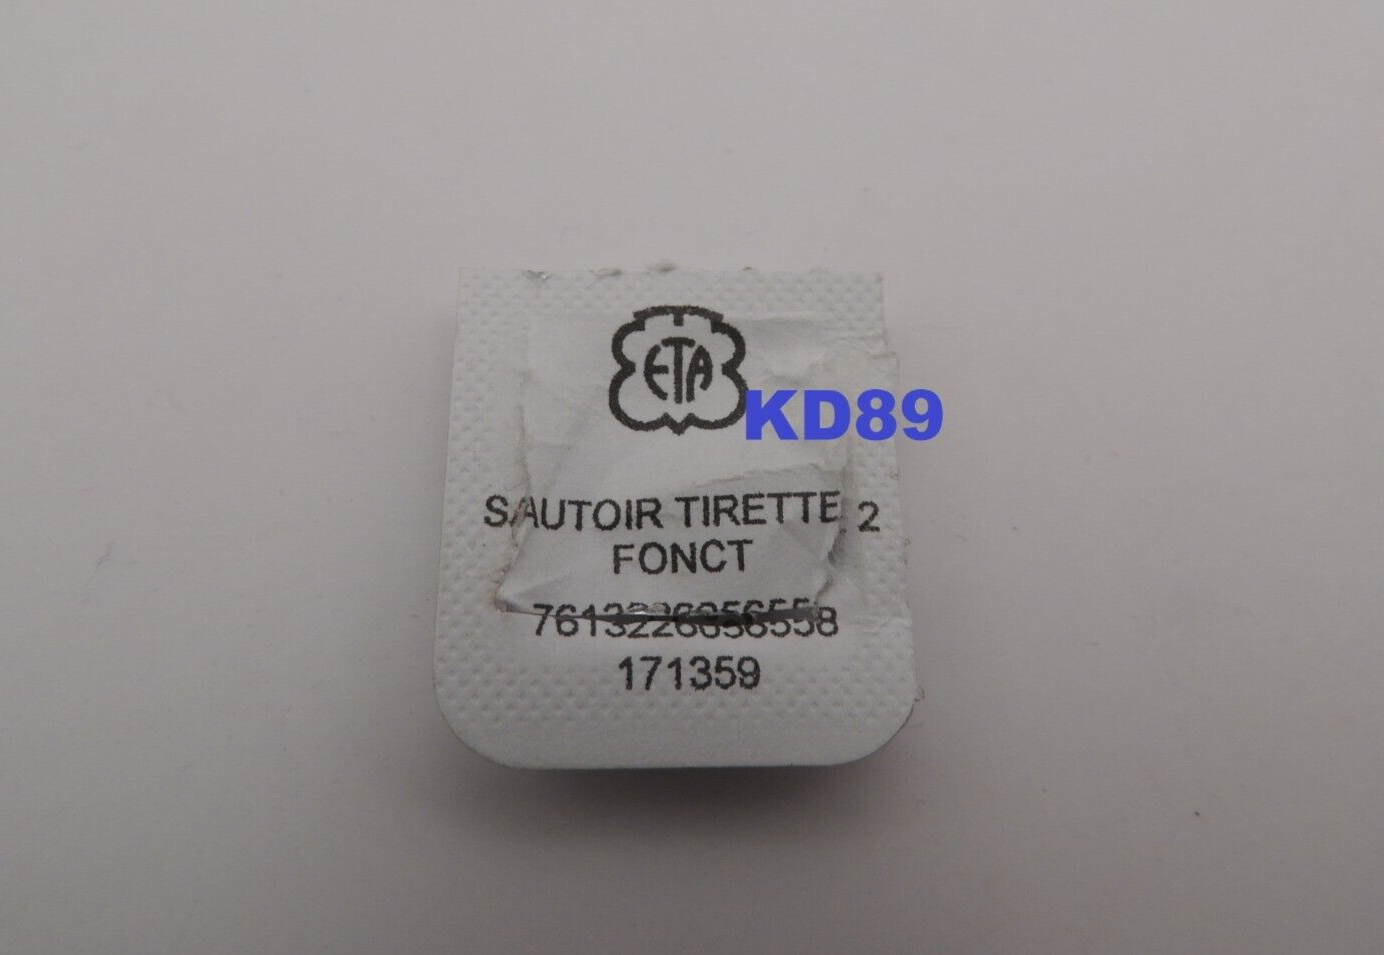 ETA
KD89
SAUTOIR TIRETTE 2
FONCT
171359